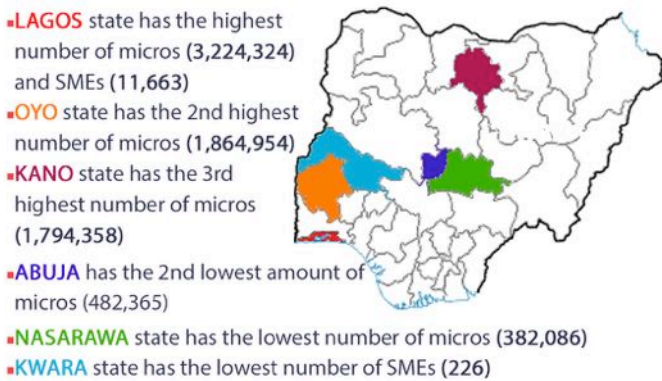 ▪LAGOS state has the highest
number of micros (3,224,324)
and SMEs (11,663)
▪OYO state has the 2nd highest
number of micros (1,864,954)
▪KANO state has the 3rd
highest number of micros
(1,794,358)
▪ABUJA has the 2nd lowest amount of
micros (482,365)
▪NASARAWA state has the lowest number of micros (382,086)
▪KWARA state has the lowest number of SMEs (226)